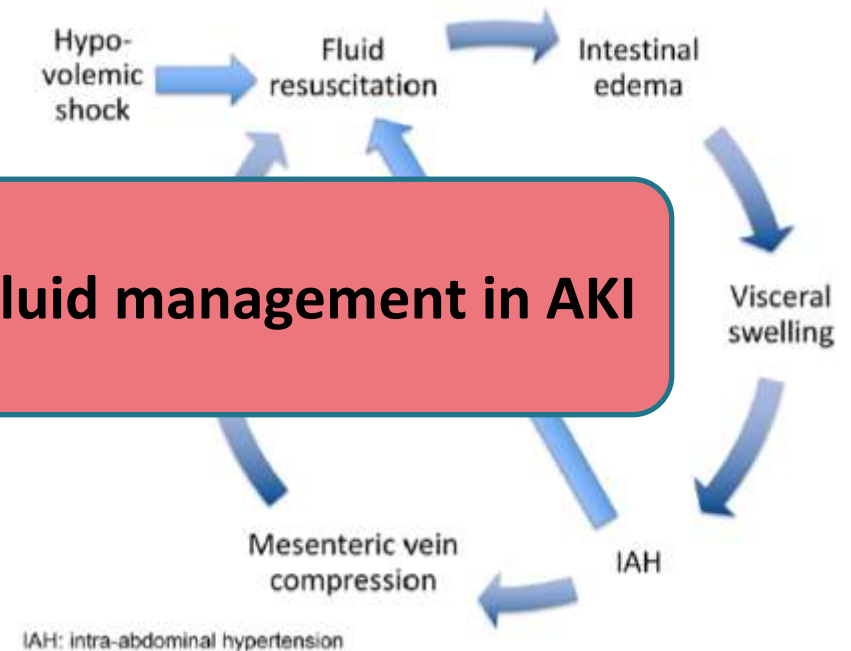 Hypo-
volemic
shock
Fluid
resuscitation
Intestinal
edema
luid management in AKI
Visceral
swelling
Mesenteric vein
compression
IAH
IAH: intra-abdominal hypertension